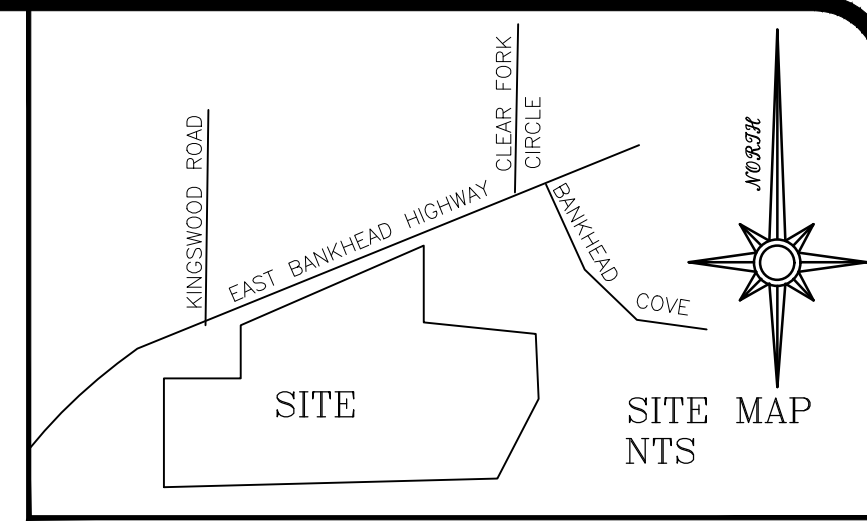 KINGSWOOD ROAD
CLEAR FORK
CIRCLE
NORTH
EAST BANKHEAD HIGHWAY
BANKHEAD
COVE
SITE
SITE MAP
NTS